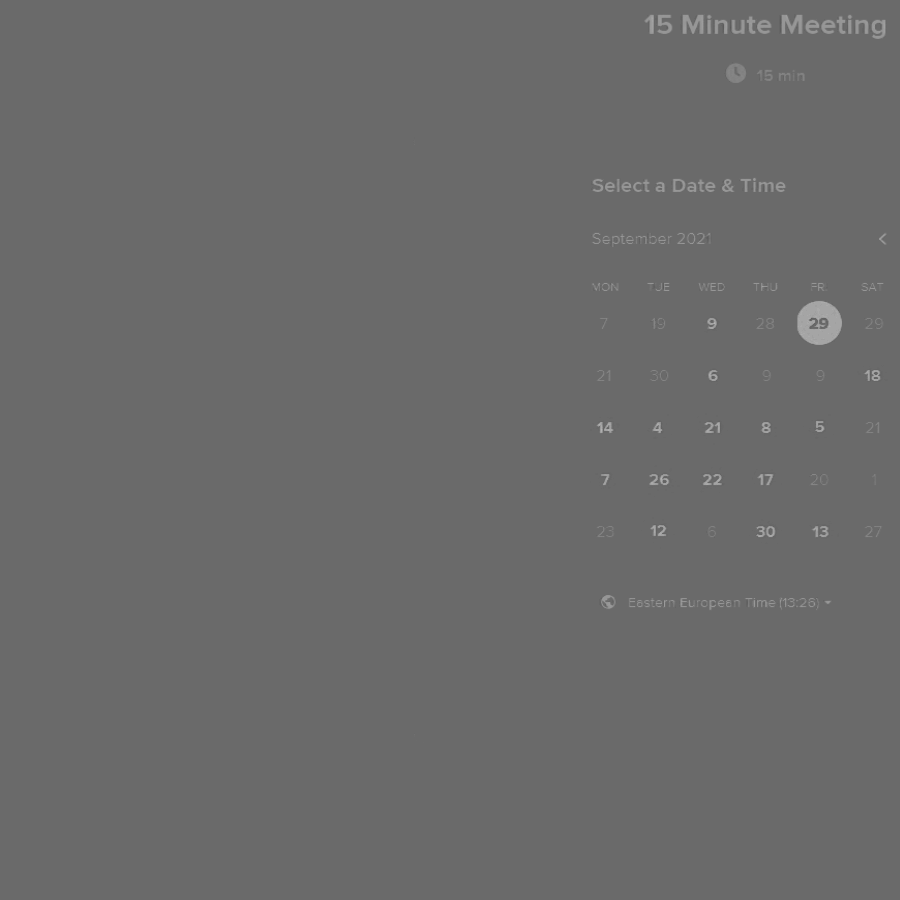 15 Minute Meeting
15 min
Select a Date & Time
September 2021 <
MON TUE WED THU FR SAT
7 19 9 28 29 29
21 30 6 9 9 18
14 4 21 8 5 21
7 26 22 17 20 1
23 12 6 30 13 27
Eastern European Time (13:26)